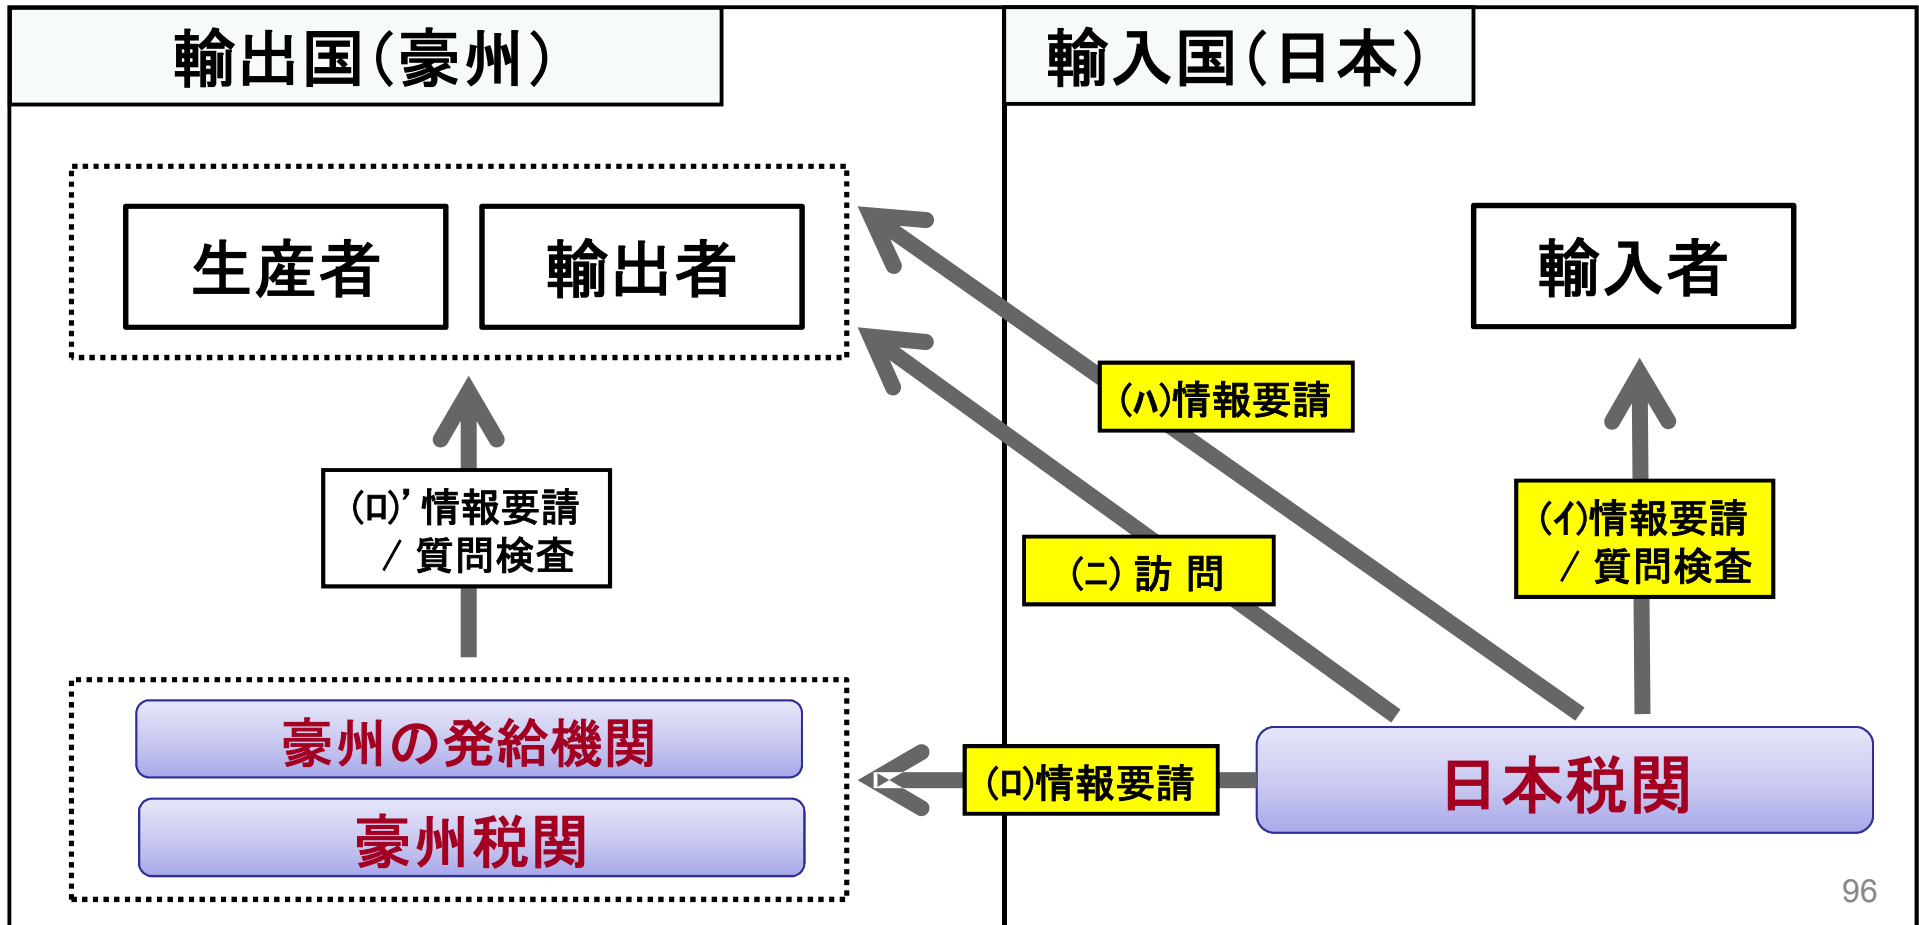 輸出国（豪州）
輸入国（日本）
生産者
輸出者
輸入者
(ハ)情報要請
(ロ)’情報要請
/ 質問検査
(イ)情報要請
/ 質問検査
(ニ) 訪 問
豪州の発給機関
豪州税関
(ロ)情報要請
日本税関
96